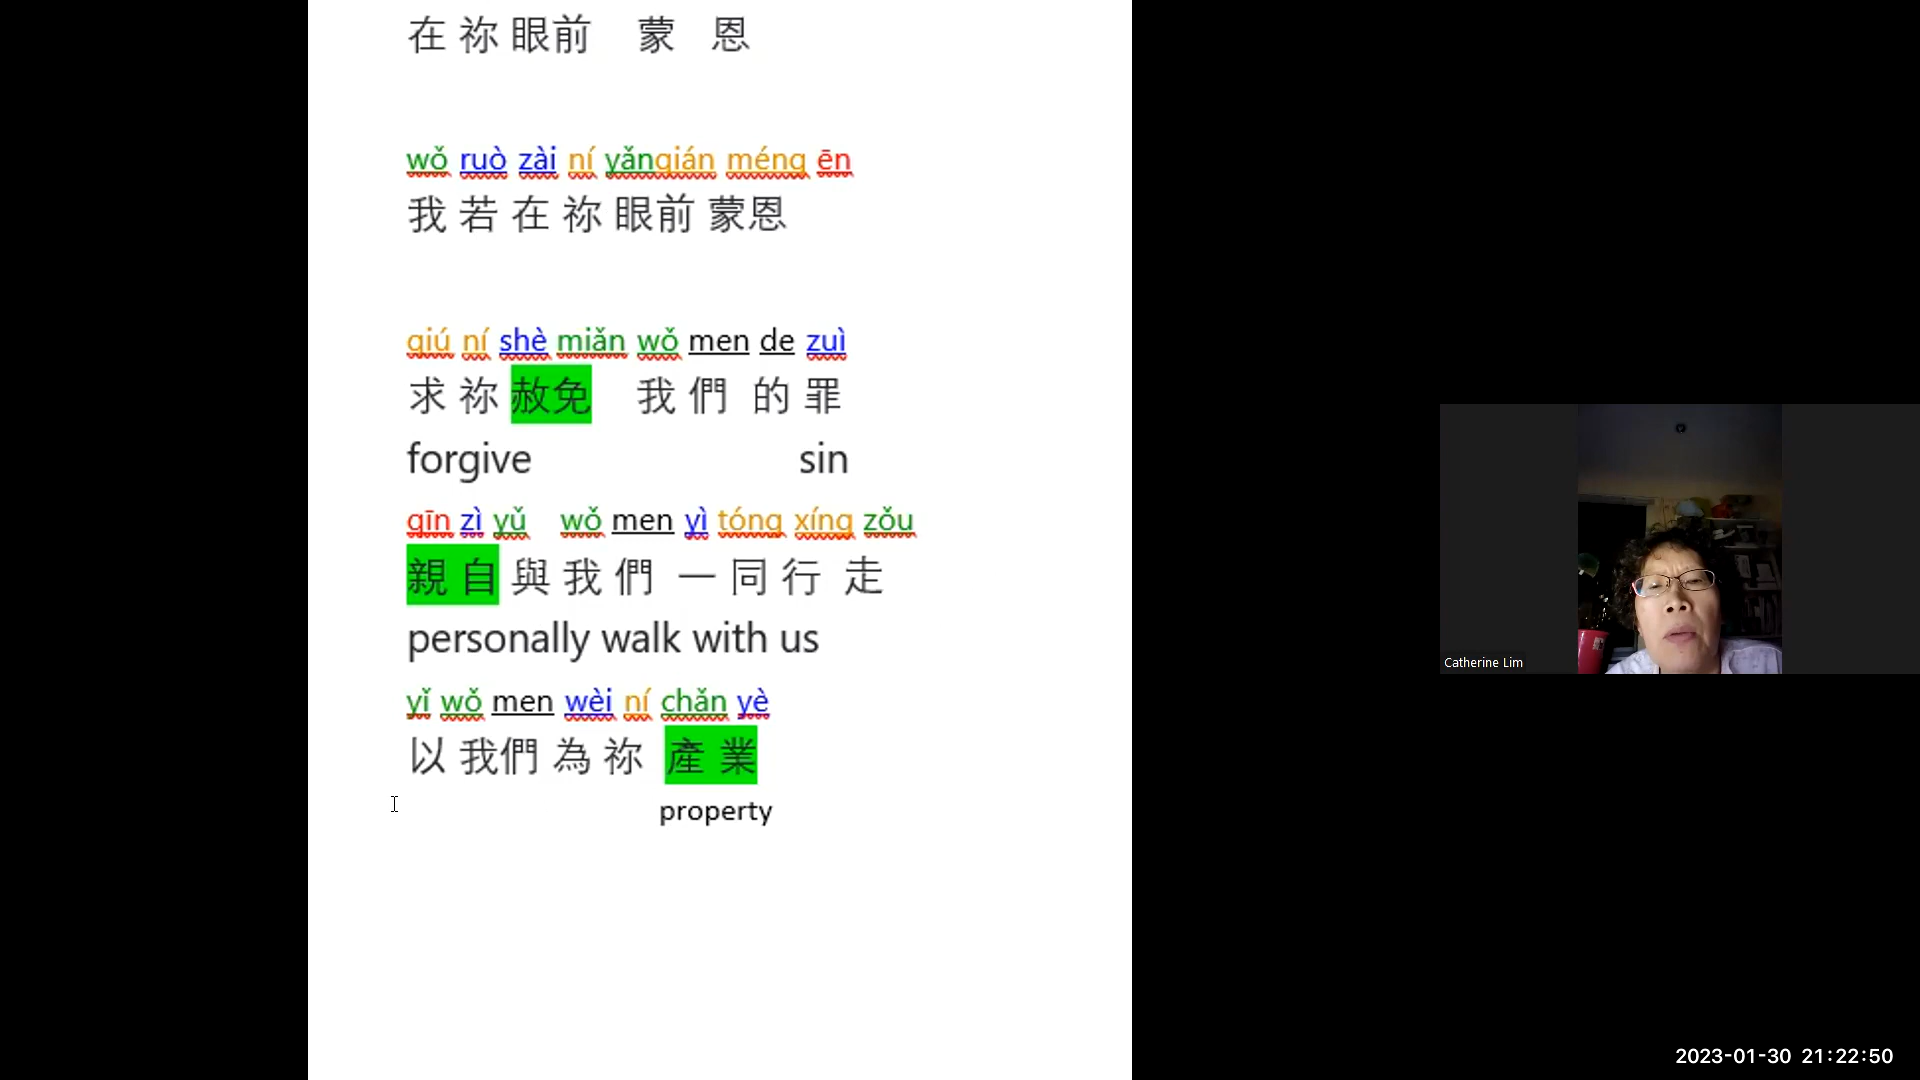 在 祢 眼前 蒙 恩
wǒ ruò zài ní yǎnqián méng ēn
我 若 在 祢 眼前 蒙恩
qiú ní shè miǎn wǒ men de zuì
求 祢 赦免 我 們 的 罪
forgive sin
qīn zì yǔ wǒ men yì tóng xíng zǒu
親 自 與 我 們 一 同 行 走
personally walk with us
yǐ wǒ men wèi ní chǎn yè
以 我們 為 祢 產 業
property
Catherine Lim
2023-01-30 21:22:50